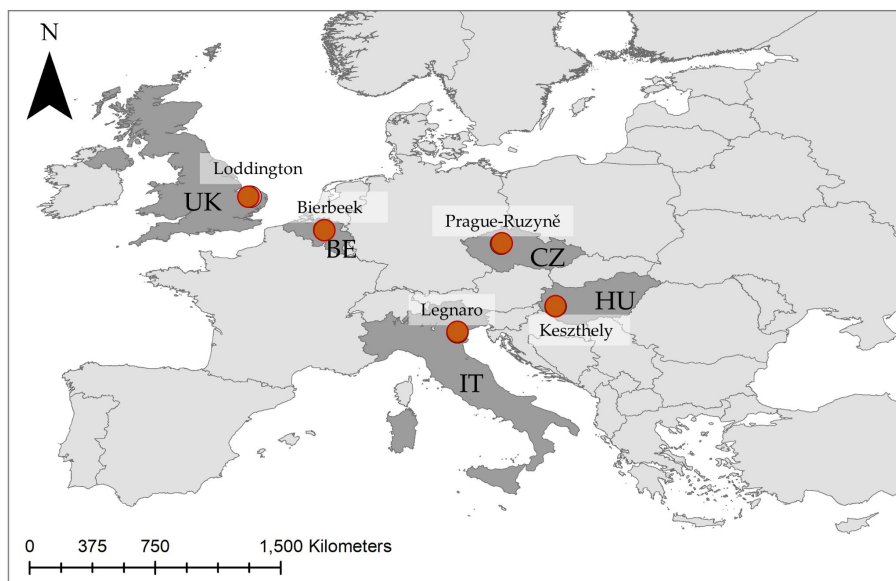 N
Loddington
UK
Bierbeek
BE
Prague-Ruzyně
CZ
HU
Legnaro
Keszthely
IT
0 375 750 1,500 Kilometers